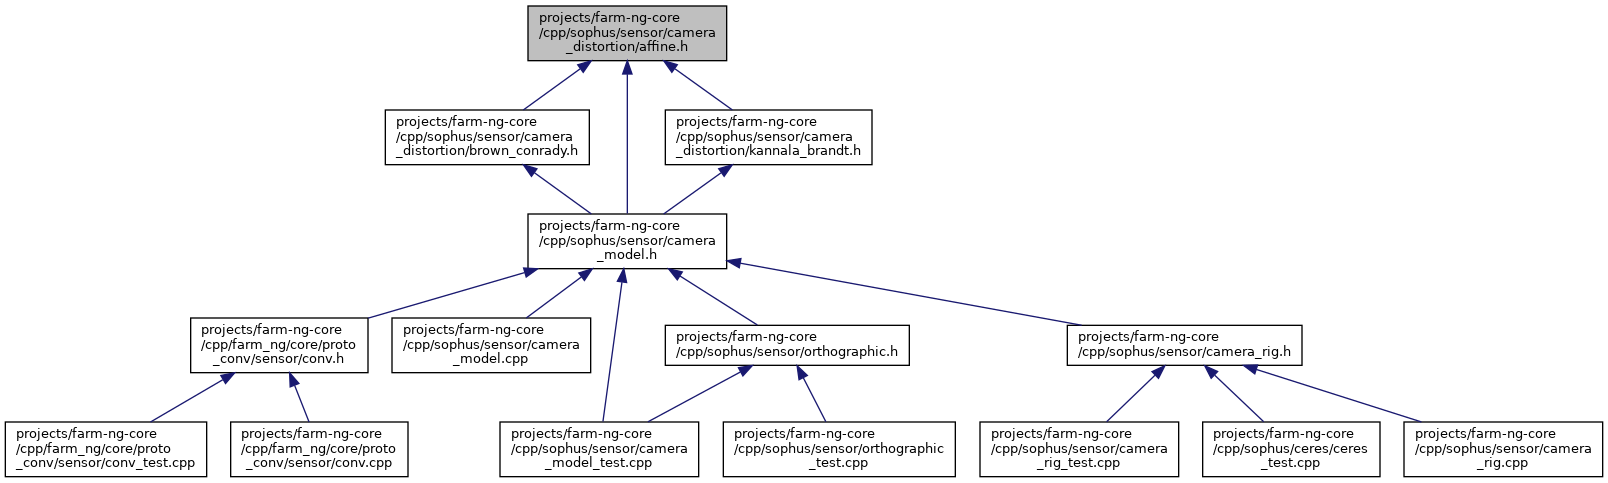 projects/farm-ng-core
/cpp/sophus/sensor/camera
_distortion/affine.h
projects/farm-ng-core
/cpp/sophus/sensor/camera
_distortion/brown_conrady.h
projects/farm-ng-core
/cpp/sophus/sensor/camera
_distortion/kannala_brandt.h
projects/farm-ng-core
/cpp/sophus/sensor/camera
_model.h
projects/farm-ng-core
/cpp/farm_ng/core/proto
_conv/sensor/conv.h
projects/farm-ng-core
/cpp/sophus/sensor/camera
_model.cpp
projects/farm-ng-core
/cpp/sophus/sensor/orthographic.h
projects/farm-ng-core
/cpp/sophus/sensor/camera_rig.h
projects/farm-ng-core
/cpp/farm_ng/core/proto
_conv/sensor/conv_test.cpp
projects/farm-ng-core
/cpp/farm_ng/core/proto
_conv/sensor/conv.cpp
projects/farm-ng-core
/cpp/sophus/sensor/camera
_model_test.cpp
projects/farm-ng-core
/cpp/sophus/sensor/orthographic
_test.cpp
projects/farm-ng-core
/cpp/sophus/sensor/camera
_rig_test.cpp
projects/farm-ng-core
/cpp/sophus/ceres/ceres
_test.cpp
projects/farm-ng-core
/cpp/sophus/sensor/camera
_rig.cpp